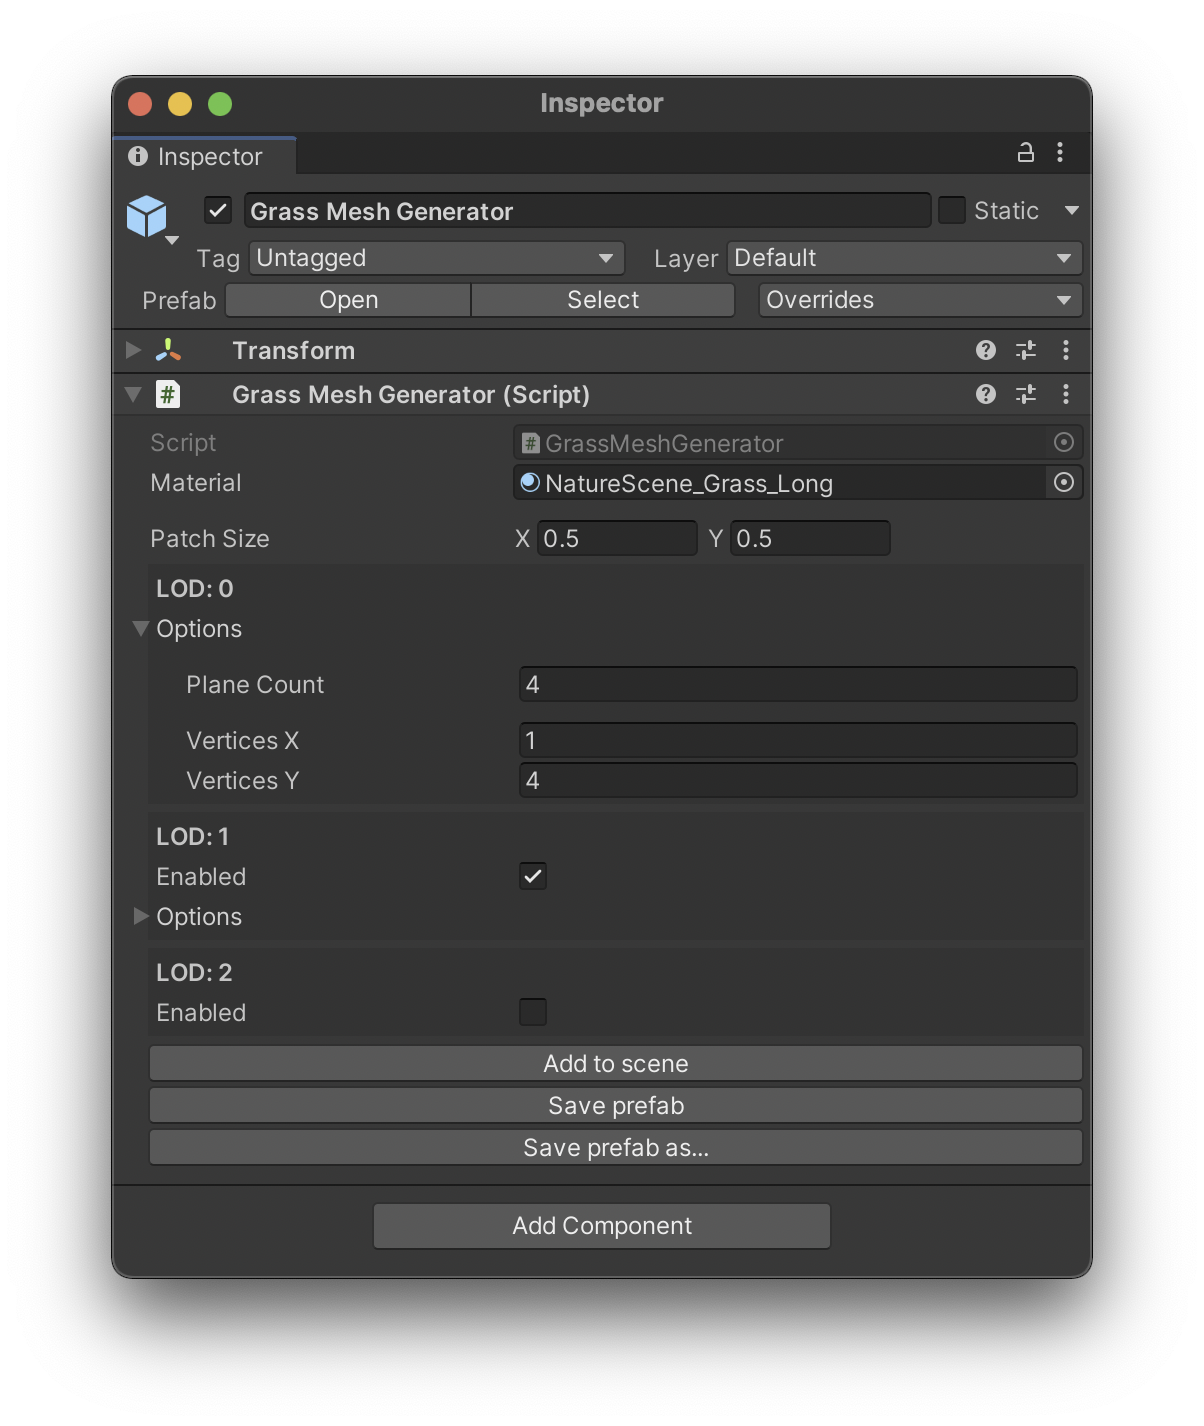 Inspector
Inspector
Grass Mesh Generator Static
Tag Untagged Layer Default
Prefab Open Select Overrides
Transform
# Grass Mesh Generator (Script)
Script # GrassMeshGenerator
Material NatureScene_Grass_Long
Patch Size X 0.5 Y 0.5
LOD: 0
Options
Plane Count 4
Vertices X 1
Vertices Y 4
LOD: 1
Enabled
Options
LOD: 2
Enabled
Add to scene
Save prefab
Save prefab as...
Add Component